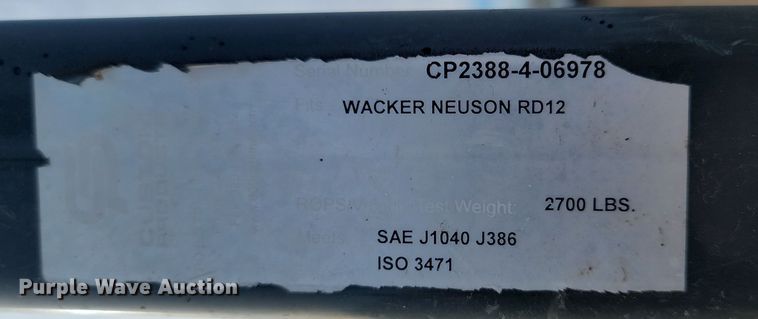 Serial Number: CP2388-4-06978
Fits: WACKER NEUSON RD12
Test Weight: 2700 LBS.
Meets: SAE J1040 J386
ISO 3471
Purple Wave Auction